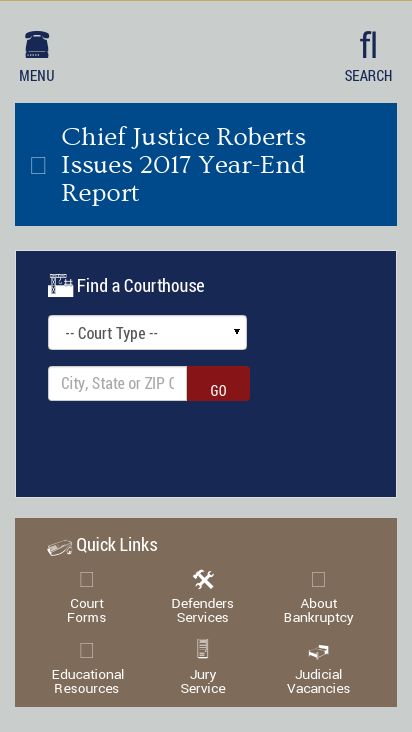 MENU
SEARCH
Chief Justice Roberts
Issues 2017 Year-End
Report
Find a Courthouse
-- Court Type --
City, State or ZIP C
GO
Quick Links
Court
Forms
Defenders
Services
About
Bankruptcy
Educational
Resources
Jury
Service
Judicial
Vacancies